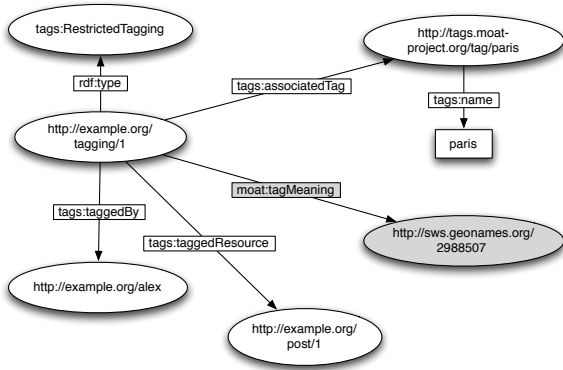 tags:RestrictedTagging
http://tags.moat-
project.org/tag/paris
rdf:type
tags:associatedTag
tags:name
http://example.org/
tagging/1
paris
moat:tagMeaning
tags:taggedBy
http://sws.geonames.org/
2988507
tags:taggedResource
http://example.org/alex
http://example.org/
post/1